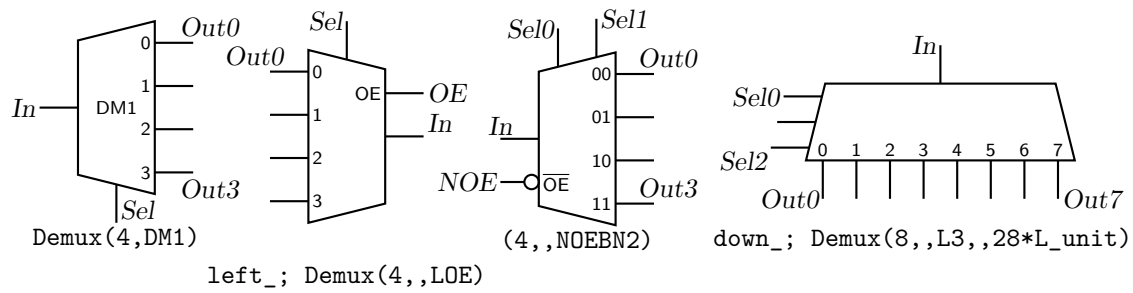 Out0
0
1
In
DM1
2
3
Out3
Sel
Demux(4,DM1)
Sel
Out0
0
OE
OE
1
In
2
3
left_; Demux(4,,LOE)
Sel0
Sel1
00
Out0
01
In
10
NOE
OE
11
Out3
(4,,NOEBN2)
In
Sel0
Sel2
0 1 2 3 4 5 6 7
Out0
Out7
down_; Demux(8,,L3,,28*L_unit)